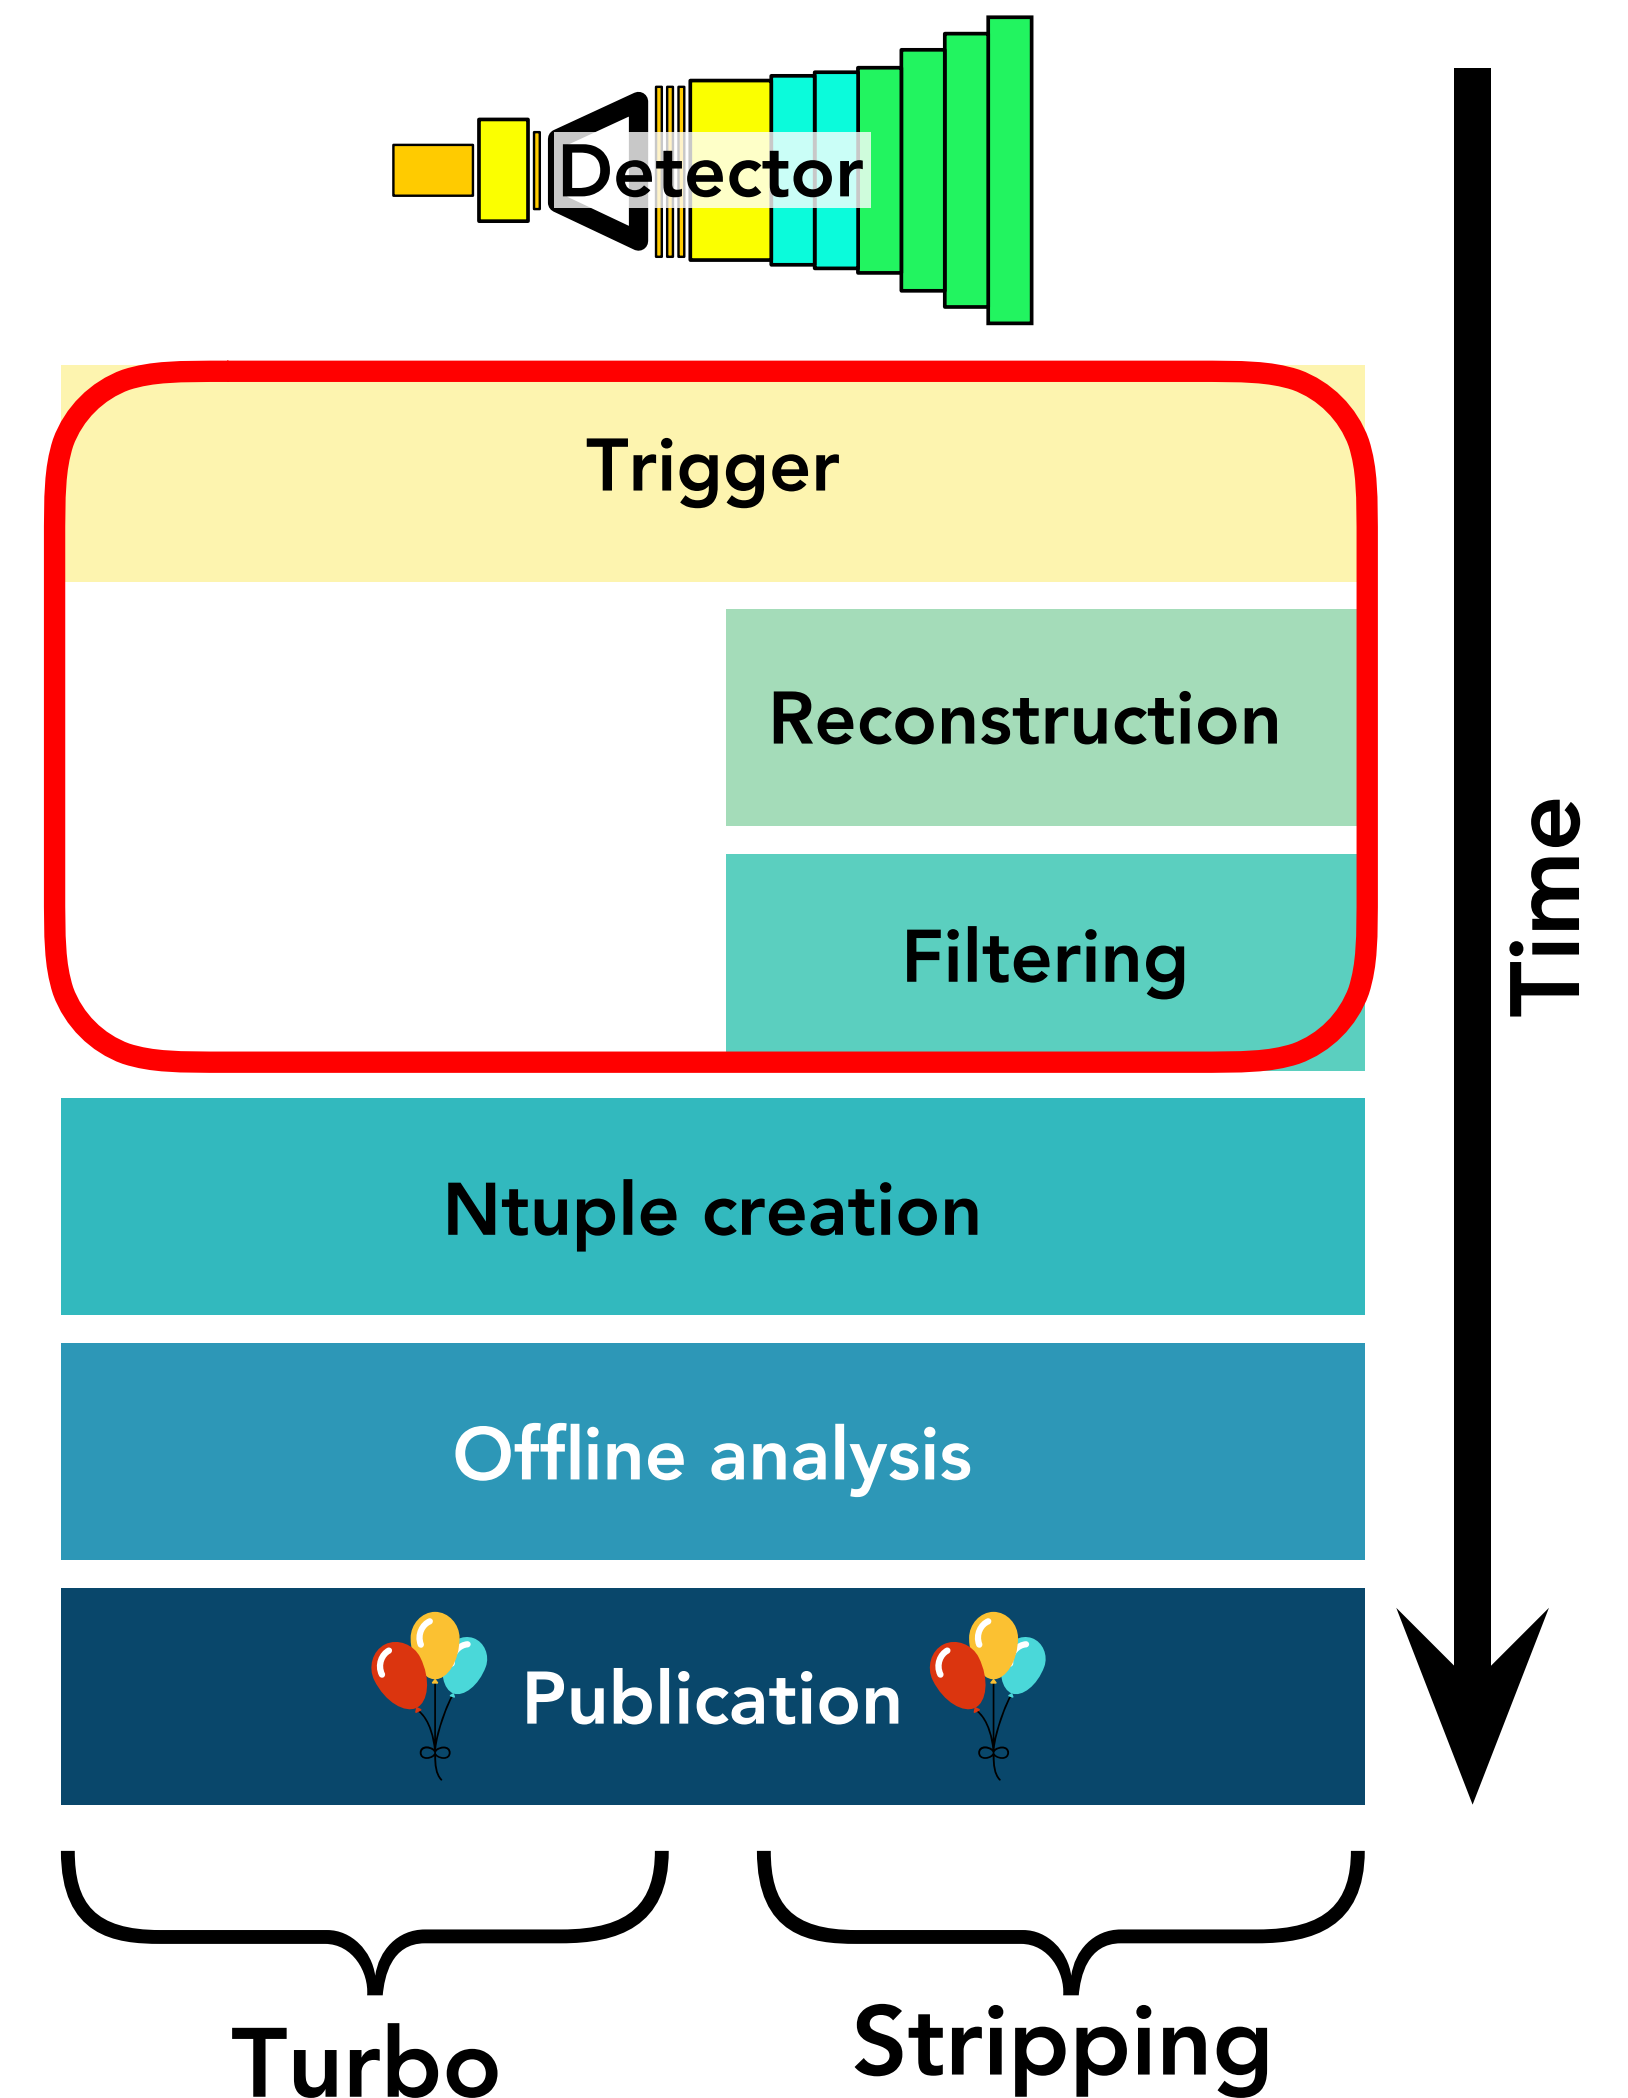 Detector
Trigger
Reconstruction
Filtering
Time
Ntuple creation
Offline analysis
Publication
Turbo
Stripping